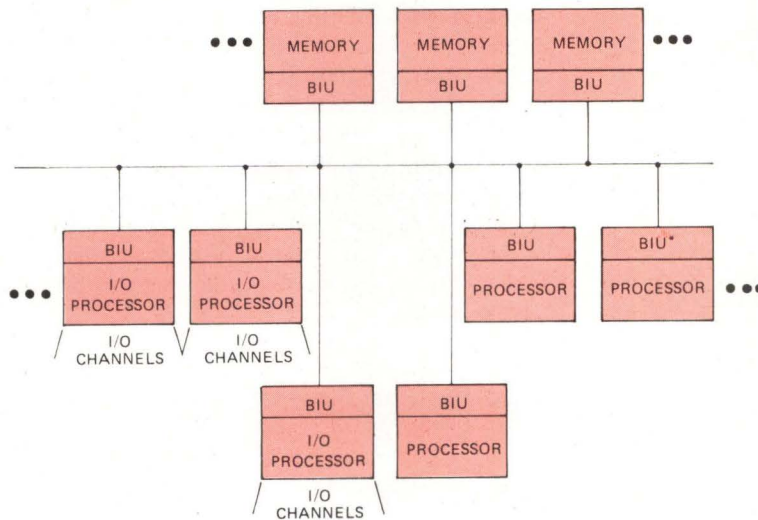 MEMORY
BIU
MEMORY
BIU
MEMORY
BIU
BIU
I/O
PROCESSOR
I/O
CHANNELS
BIU
I/O
PROCESSOR
I/O
CHANNELS
BIU
PROCESSOR
BIU*
PROCESSOR
BIU
I/O
PROCESSOR
I/O
CHANNELS
BIU
PROCESSOR